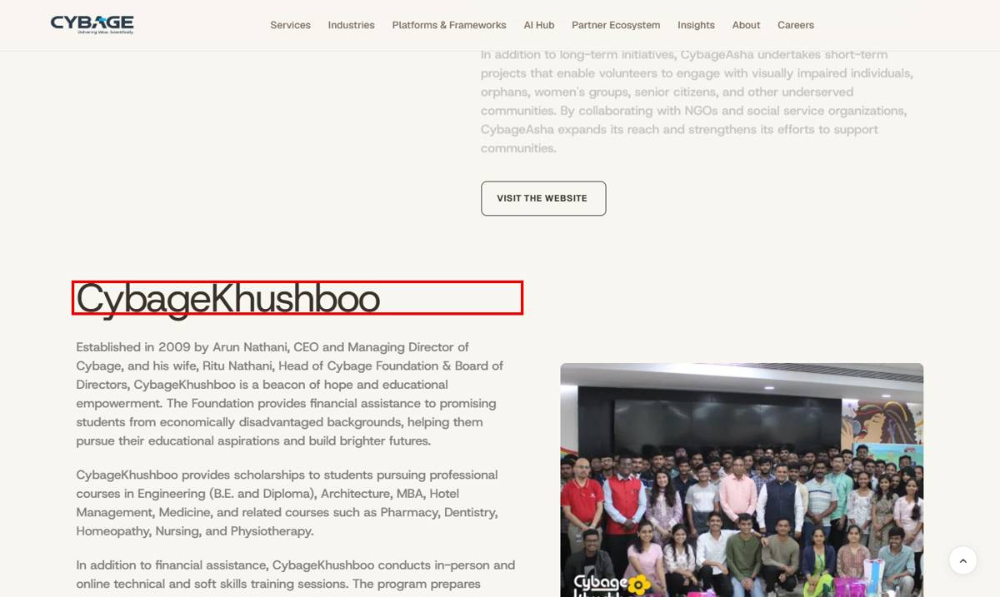 CYBAGE
Delivering Value. Scientifically.
Services Industries Platforms & Frameworks AI Hub Partner Ecosystem Insights About Careers
In addition to long-term initiatives, CybageAsha undertakes short-term
projects that enable volunteers to engage with visually impaired individuals,
orphans, women's groups, senior citizens, and other underserved
communities. By collaborating with NGOs and social service organizations,
CybageAsha expands its reach and strengthens its efforts to support
communities.
VISIT THE WEBSITE
CybageKhushboo
Established in 2009 by Arun Nathani, CEO and Managing Director of
Cybage, and his wife, Ritu Nathani, Head of Cybage Foundation & Board of
Directors, CybageKhushboo is a beacon of hope and educational
empowerment. The Foundation provides financial assistance to promising
students from economically disadvantaged backgrounds, helping them
pursue their educational aspirations and build brighter futures.
CybageKhushboo provides scholarships to students pursuing professional
courses in Engineering (B.E. and Diploma), Architecture, MBA, Hotel
Management, Medicine, and related courses such as Pharmacy, Dentistry,
Homeopathy, Nursing, and Physiotherapy.
In addition to financial assistance, CybageKhushboo conducts in-person and
online technical and soft skills training sessions. The program prepares
Cybage
khushboo